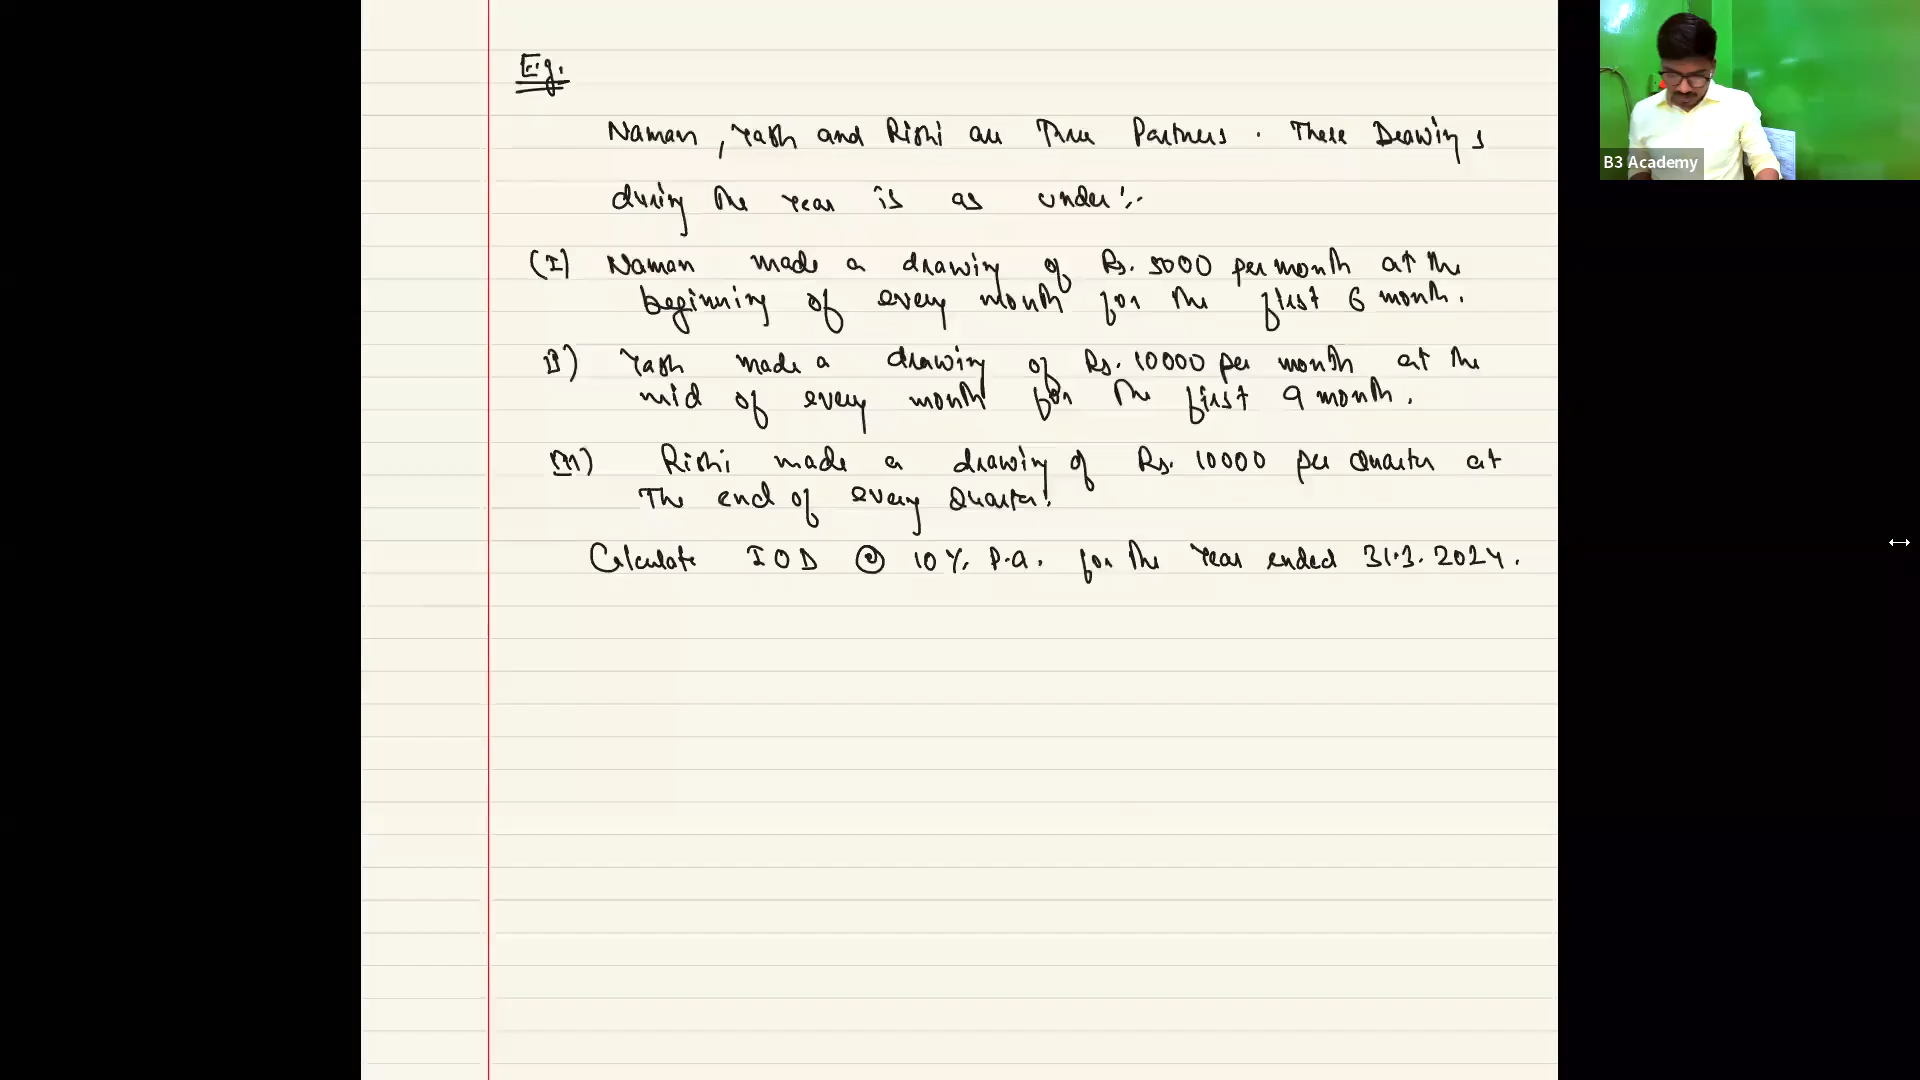 E.g.
Naman, Yash and Rishi are Three Partners. These Drawings
during the year is as under:-
(I) Naman made a drawing of Rs. 5000 per month at the
beginning of every month for the first 6 month.
II) Yash made a drawing of Rs. 10000 per month at the
mid of every month for the first 9 month.
III) Rishi made a drawing of Rs. 10000 per Quarter at
The end of every Quarter.
Calculate IOD @ 10% P.a. for the Year ended 31.3.2024.
B3 Academy